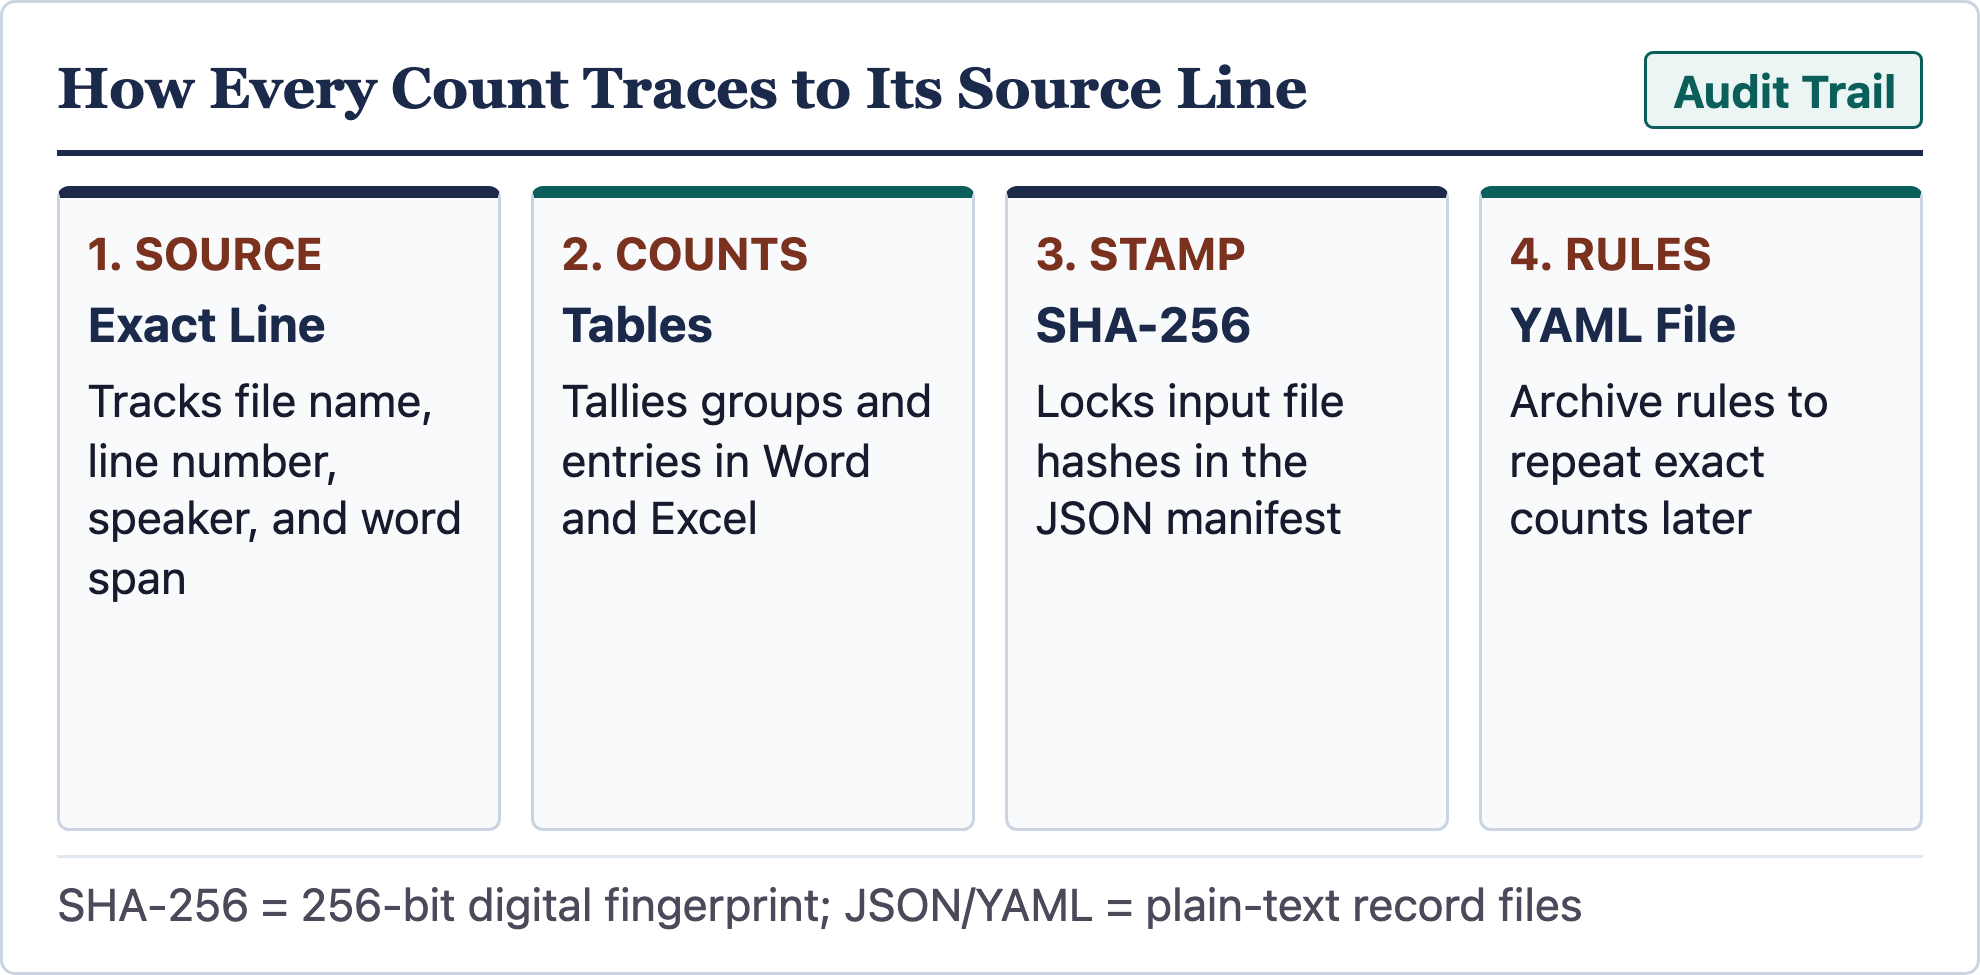 How Every Count Traces to Its Source Line
Audit Trail
1. SOURCE
Exact Line
Tracks file name,
line number,
speaker, and word
span
2. COUNTS
Tables
Tallies groups and
entries in Word
and Excel
3. STAMP
SHA-256
Locks input file
hashes in the
JSON manifest
4. RULES
YAML File
Archive rules to
repeat exact
counts later
SHA-256 = 256-bit digital fingerprint; JSON/YAML = plain-text record files